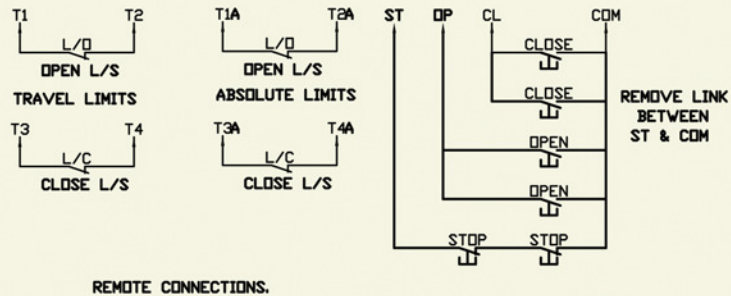 T1 T2 T1A T2A ST OP CL COM
L/O L/O CLOSE
OPEN L/S OPEN L/S
TRAVEL LIMITS ABSOLUTE LIMITS CLOSE REMOVE LINK
BETWEEN
ST & COM
T3 T4 T3A T4A OPEN
L/C L/C
CLOSE L/S CLOSE L/S OPEN
STOP STOP
REMOTE CONNECTIONS.